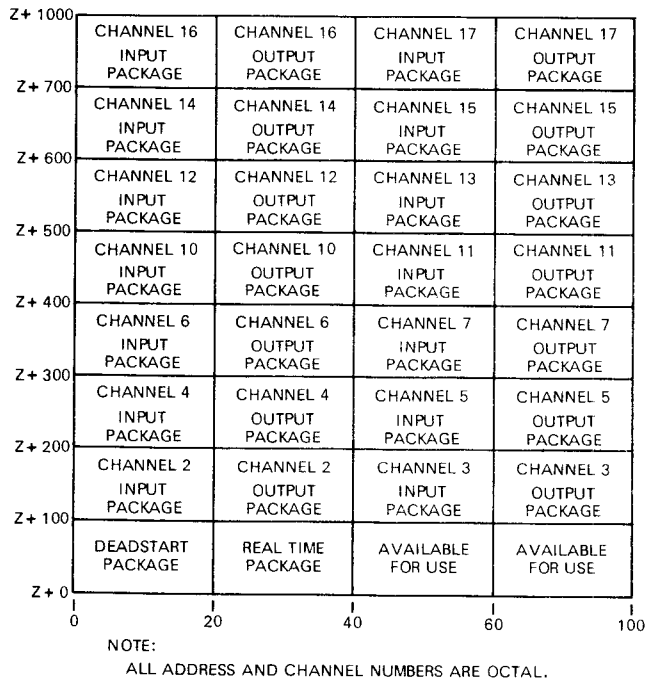 Z+ 1000
CHANNEL 16 CHANNEL 16 CHANNEL 17 CHANNEL 17
INPUT OUTPUT INPUT OUTPUT
PACKAGE PACKAGE PACKAGE PACKAGE
Z+ 700
CHANNEL 14 CHANNEL 14 CHANNEL 15 CHANNEL 15
INPUT OUTPUT INPUT OUTPUT
PACKAGE PACKAGE PACKAGE PACKAGE
Z+ 600
CHANNEL 12 CHANNEL 12 CHANNEL 13 CHANNEL 13
INPUT OUTPUT INPUT OUTPUT
PACKAGE PACKAGE PACKAGE PACKAGE
Z+ 500
CHANNEL 10 CHANNEL 10 CHANNEL 11 CHANNEL 11
INPUT OUTPUT INPUT OUTPUT
PACKAGE PACKAGE PACKAGE PACKAGE
Z+ 400
CHANNEL 6 CHANNEL 6 CHANNEL 7 CHANNEL 7
INPUT OUTPUT INPUT OUTPUT
PACKAGE PACKAGE PACKAGE PACKAGE
Z+ 300
CHANNEL 4 CHANNEL 4 CHANNEL 5 CHANNEL 5
INPUT OUTPUT INPUT OUTPUT
PACKAGE PACKAGE PACKAGE PACKAGE
Z+ 200
CHANNEL 2 CHANNEL 2 CHANNEL 3 CHANNEL 3
INPUT OUTPUT INPUT OUTPUT
PACKAGE PACKAGE PACKAGE PACKAGE
Z+ 100
DEADSTART REAL TIME AVAILABLE AVAILABLE
PACKAGE PACKAGE FOR USE FOR USE
Z+ 0
0 20 40 60 100
NOTE:
ALL ADDRESS AND CHANNEL NUMBERS ARE OCTAL.